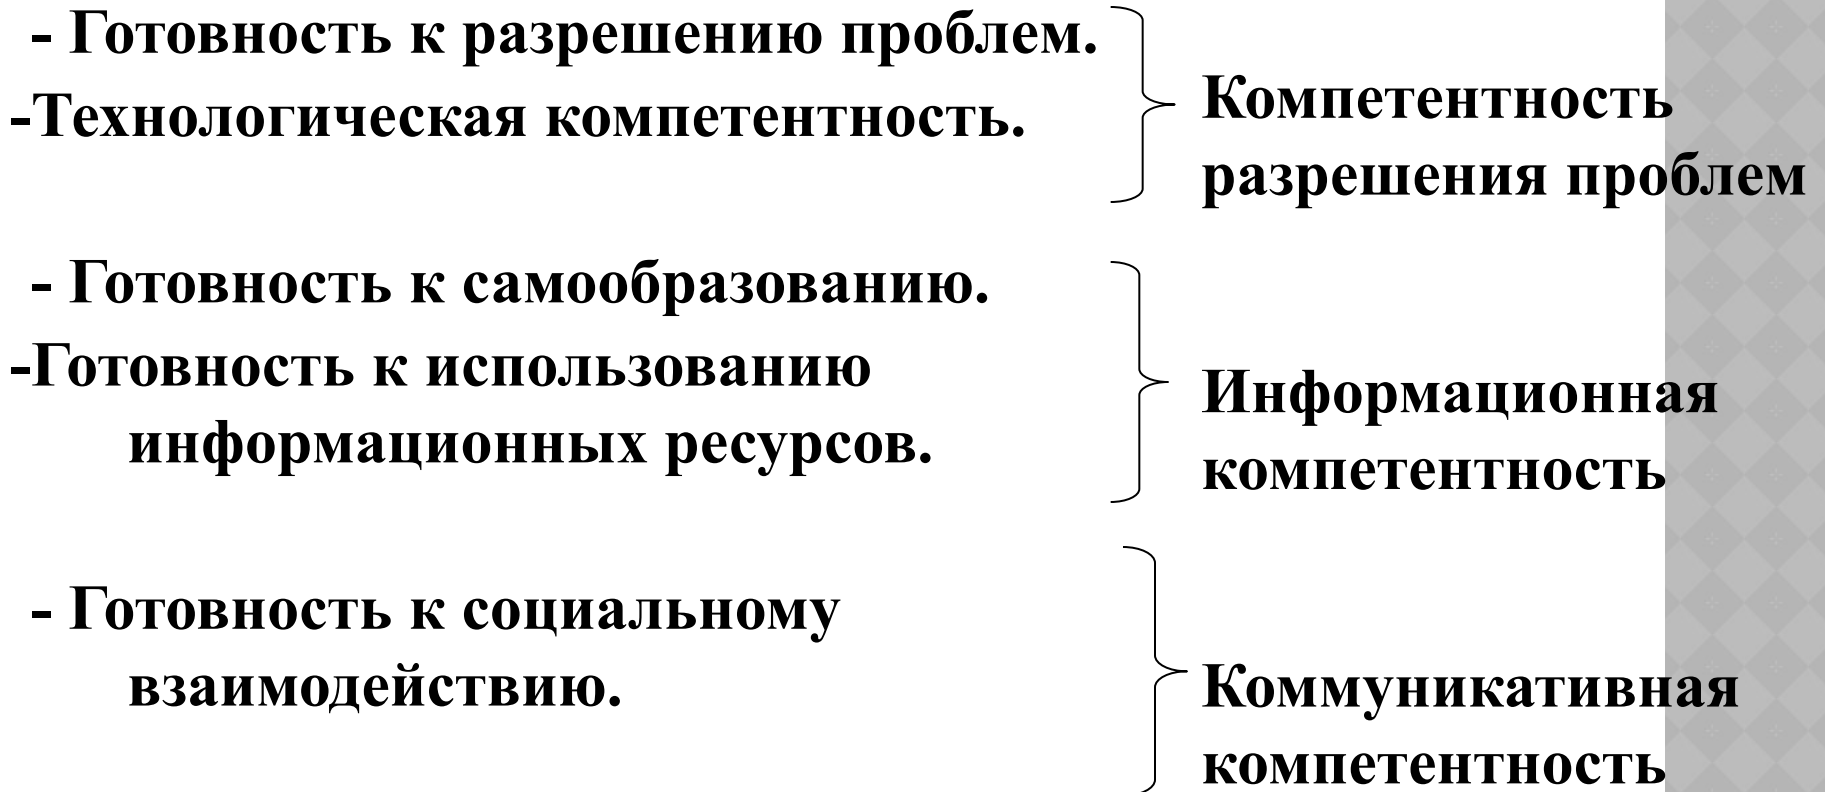 - Готовность к разрешению проблем.
-Технологическая компетентность.
Компетентность
разрешения проблем
- Готовность к самообразованию.
-Готовность к использованию
информационных ресурсов.
Информационная
компетентность
- Готовность к социальному
взаимодействию.
Коммуникативная
компетентность